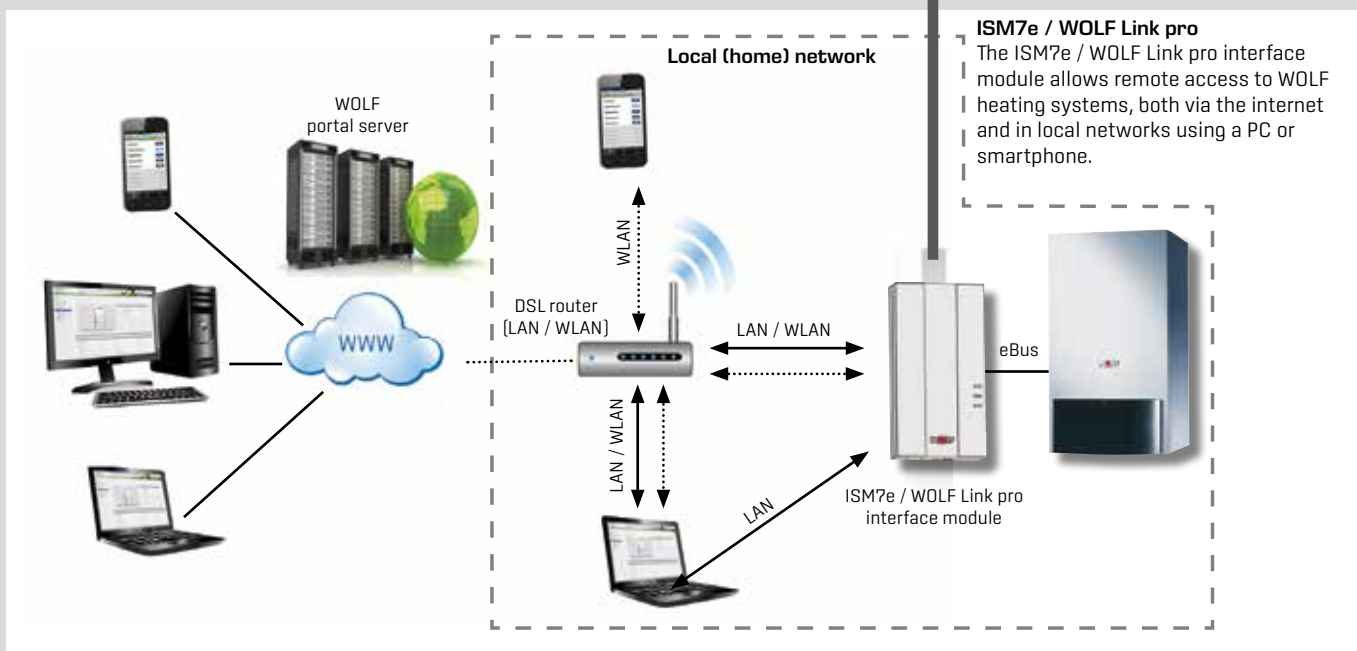 ISM7e / WOLF Link pro
The ISM7e / WOLF Link pro interface
module allows remote access to WOLF
heating systems, both via the internet
and in local networks using a PC or
smartphone.
Local (home) network
WOLF
portal server
WLAN
DSL router
(LAN / WLAN)
WWW
LAN / WLAN
eBus
LAN / WLAN
LAN
ISM7e / WOLF Link pro
interface module